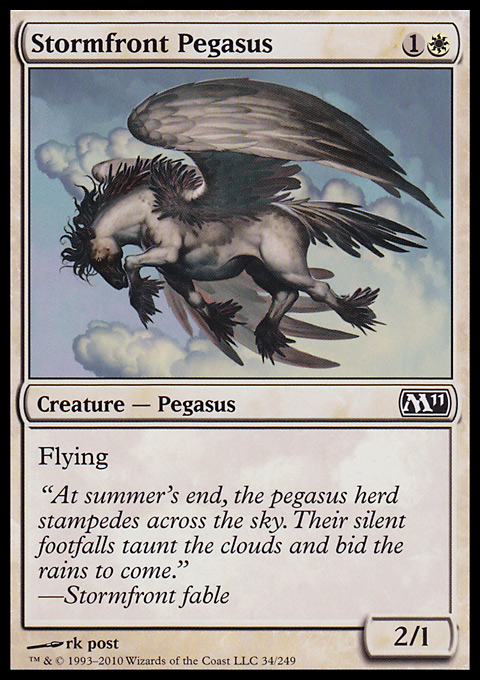 Stormfront Pegasus 1
Creature — Pegasus M11
Flying
“At summer’s end, the pegasus herd
stampedes across the sky. Their silent
footfalls taunt the clouds and bid the
rains to come.”
—Stormfront fable
rk post
2/1
™ & © 1993–2010 Wizards of the Coast LLC 34/249